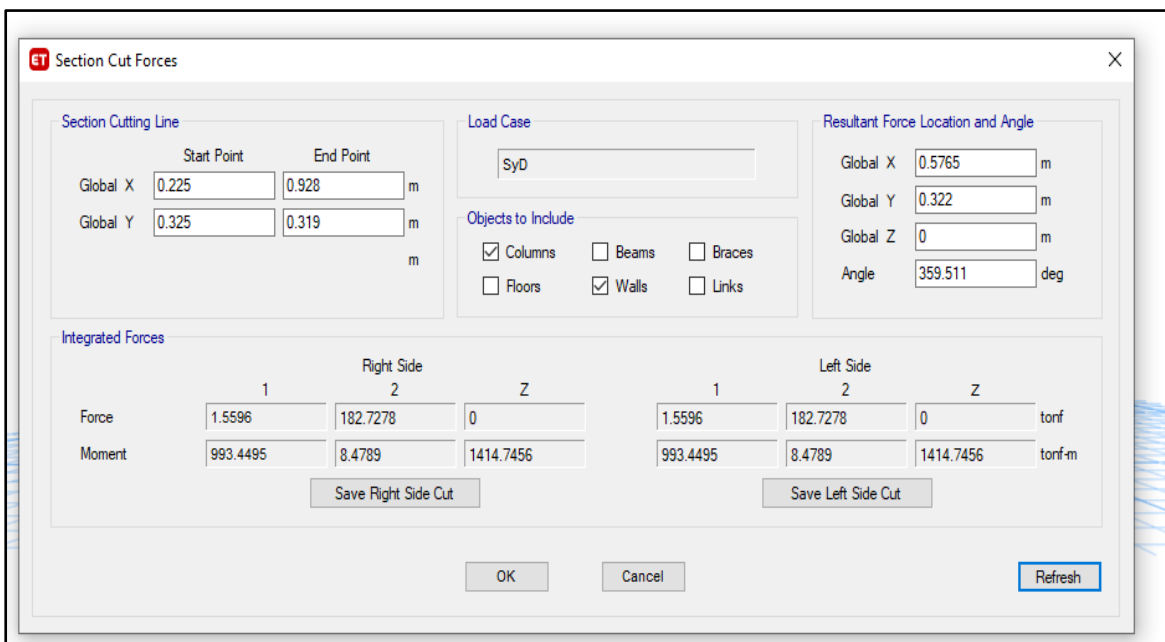 ET Section Cut Forces
Section Cutting Line
Start Point End Point
Global X 0.225 0.928 m
Global Y 0.325 0.319 m
m
Load Case
SyD
Objects to Include
Columns Beams Braces
Floors Walls Links
Resultant Force Location and Angle
Global X 0.5765 m
Global Y 0.322 m
Global Z 0 m
Angle 359.511 deg
Integrated Forces
Right Side Left Side
1 2 Z 1 2 Z
Force 1.5596 182.7278 0 1.5596 182.7278 0 tonf
Moment 993.4495 8.4789 1414.7456 993.4495 8.4789 1414.7456 tonf-m
Save Right Side Cut Save Left Side Cut
OK Cancel Refresh